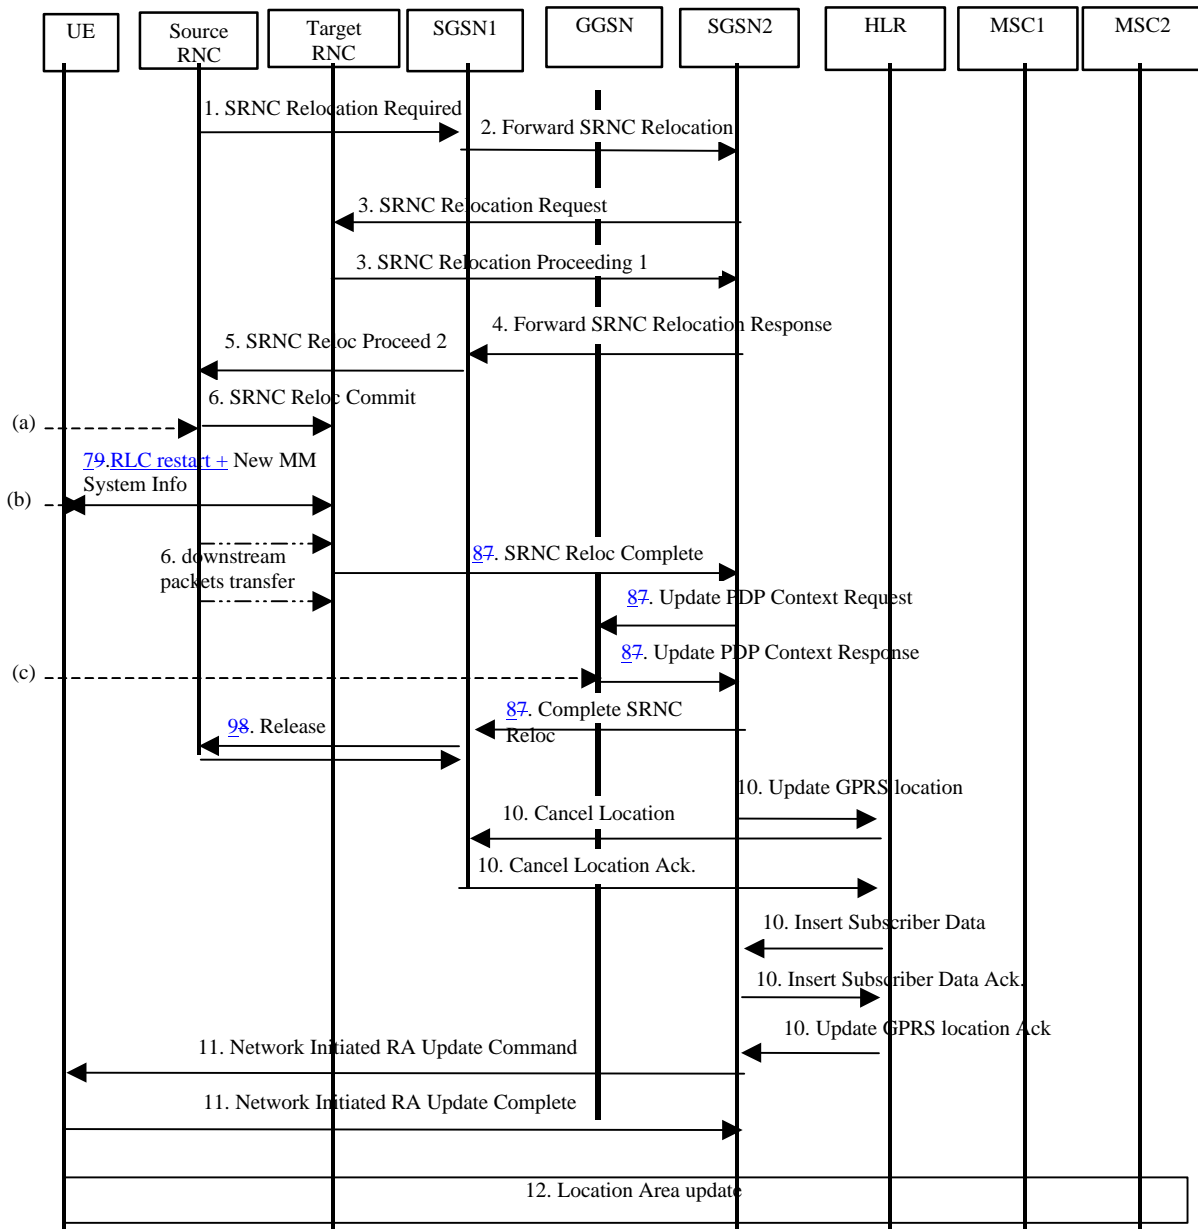 UE
Source
RNC
Target
RNC
SGSN1
GGSN
SGSN2
HLR
MSC1
MSC2
1. SRNC Relocation Required
2. Forward SRNC Relocation
3. SRNC Relocation Request
3. SRNC Relocation Proceeding 1
4. Forward SRNC Relocation Response
5. SRNC Reloc Proceed 2
6. SRNC Reloc Commit
(a)
79.RLC restart + New MM
System Info
(b)
6. downstream
packets transfer
87. SRNC Reloc Complete
87. Update PDP Context Request
87. Update PDP Context Response
(c)
87. Complete SRNC
Reloc
98. Release
10. Update GPRS location
10. Cancel Location
10. Cancel Location Ack.
10. Insert Subscriber Data
10. Insert Subscriber Data Ack.
10. Update GPRS location Ack
11. Network Initiated RA Update Command
11. Network Initiated RA Update Complete
12. Location Area update